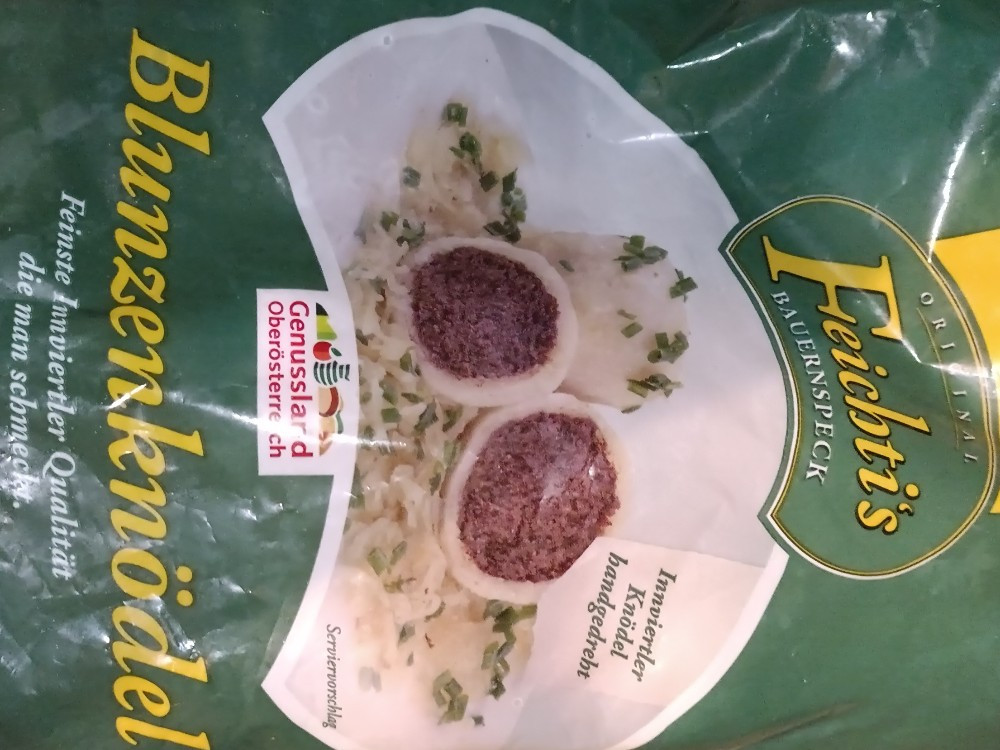 ORIGINAL
Feichti's
BAUERNSPECK
Innviertler
Knödel
handgedreht
Serviervorschlag
Genussland
Oberösterreich
Blunzenknödel
Feinste Innviertler Qualität
die man schmeckt.